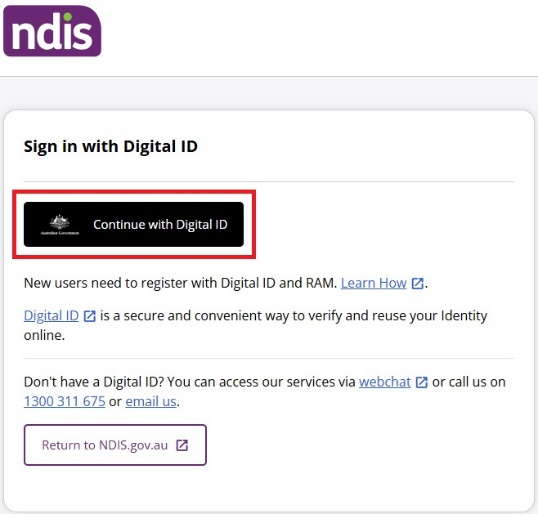 ndis
Sign in with Digital ID
Australian Government
Continue with Digital ID
New users need to register with Digital ID and RAM. Learn How.
Digital ID is a secure and convenient way to verify and reuse your Identity
online.
Don't have a Digital ID? You can access our services via webchat or call us on
1300 311 675 or email us.
Return to NDIS.gov.au